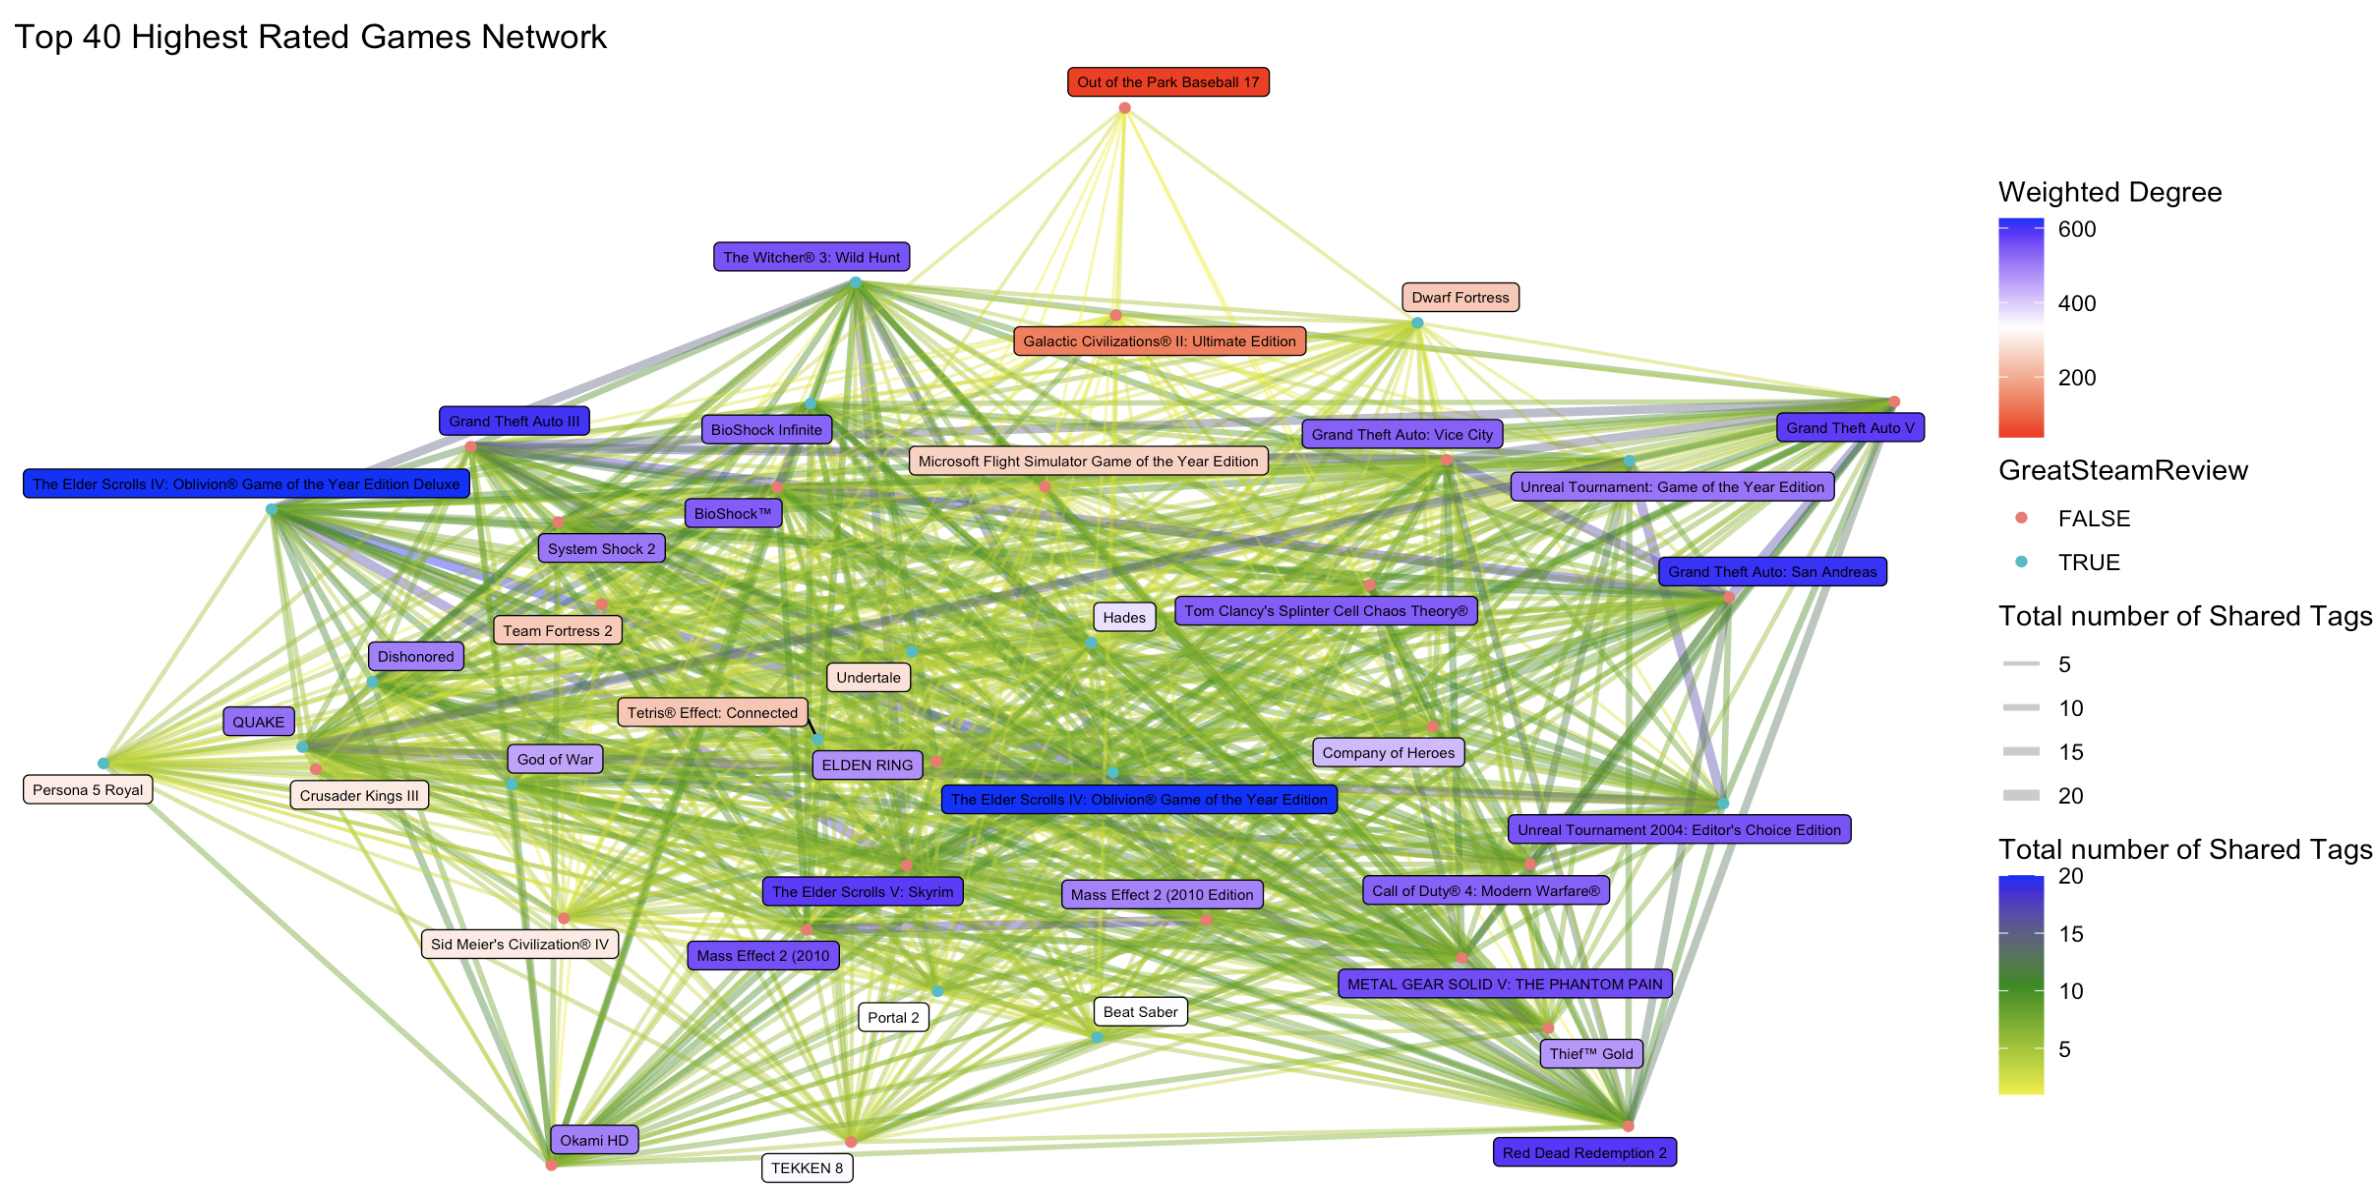 Top 40 Highest Rated Games Network
Out of the Park Baseball 17
The Witcher® 3: Wild Hunt
Dwarf Fortress
Galactic Civilizations® II: Ultimate Edition
Grand Theft Auto III
BioShock Infinite
Grand Theft Auto: Vice City
Grand Theft Auto V
Microsoft Flight Simulator Game of the Year Edition
The Elder Scrolls IV: Oblivion® Game of the Year Edition Deluxe
Unreal Tournament: Game of the Year Edition
BioShock™
System Shock 2
Grand Theft Auto: San Andreas
Tom Clancy's Splinter Cell Chaos Theory®
Hades
Team Fortress 2
Dishonored
Undertale
Tetris® Effect: Connected
QUAKE
God of War
ELDEN RING
Company of Heroes
Persona 5 Royal
Crusader Kings III
The Elder Scrolls IV: Oblivion® Game of the Year Edition
Unreal Tournament 2004: Editor's Choice Edition
The Elder Scrolls V: Skyrim
Mass Effect 2 (2010 Edition
Call of Duty® 4: Modern Warfare®
Sid Meier's Civilization® IV
Mass Effect 2 (2010
METAL GEAR SOLID V: THE PHANTOM PAIN
Portal 2
Beat Saber
Thief™ Gold
Okami HD
TEKKEN 8
Red Dead Redemption 2
Weighted Degree
600
400
200
GreatSteamReview
FALSE
TRUE
Total number of Shared Tags
5
10
15
20
Total number of Shared Tags
20
15
10
5